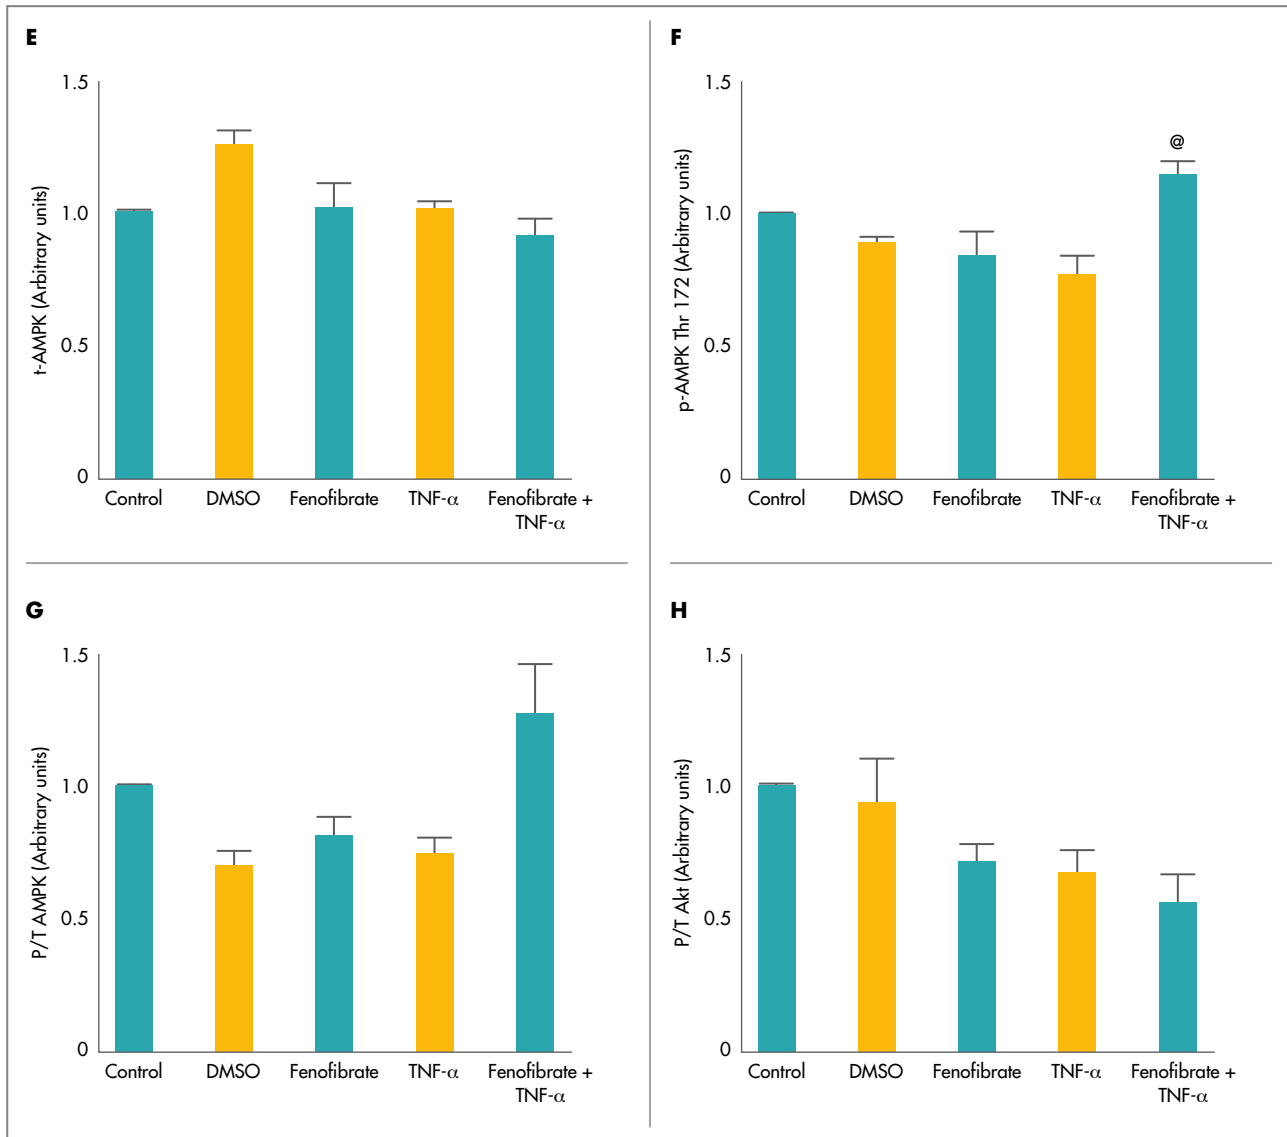 E
1.5
1.0
0.5
0
t-AMPK (Arbitrary units)
Control
DMSO
Fenofibrate
TNF-α
Fenofibrate +
TNF-α
F
1.5
1.0
0.5
0
p-AMPK Thr 172 (Arbitrary units)
@
Control
DMSO
Fenofibrate
TNF-α
Fenofibrate +
TNF-α
G
1.5
1.0
0.5
0
P/T AMPK (Arbitrary units)
Control
DMSO
Fenofibrate
TNF-α
Fenofibrate +
TNF-α
H
1.5
1.0
0.5
0
P/T Akt (Arbitrary units)
Control
DMSO
Fenofibrate
TNF-α
Fenofibrate +
TNF-α